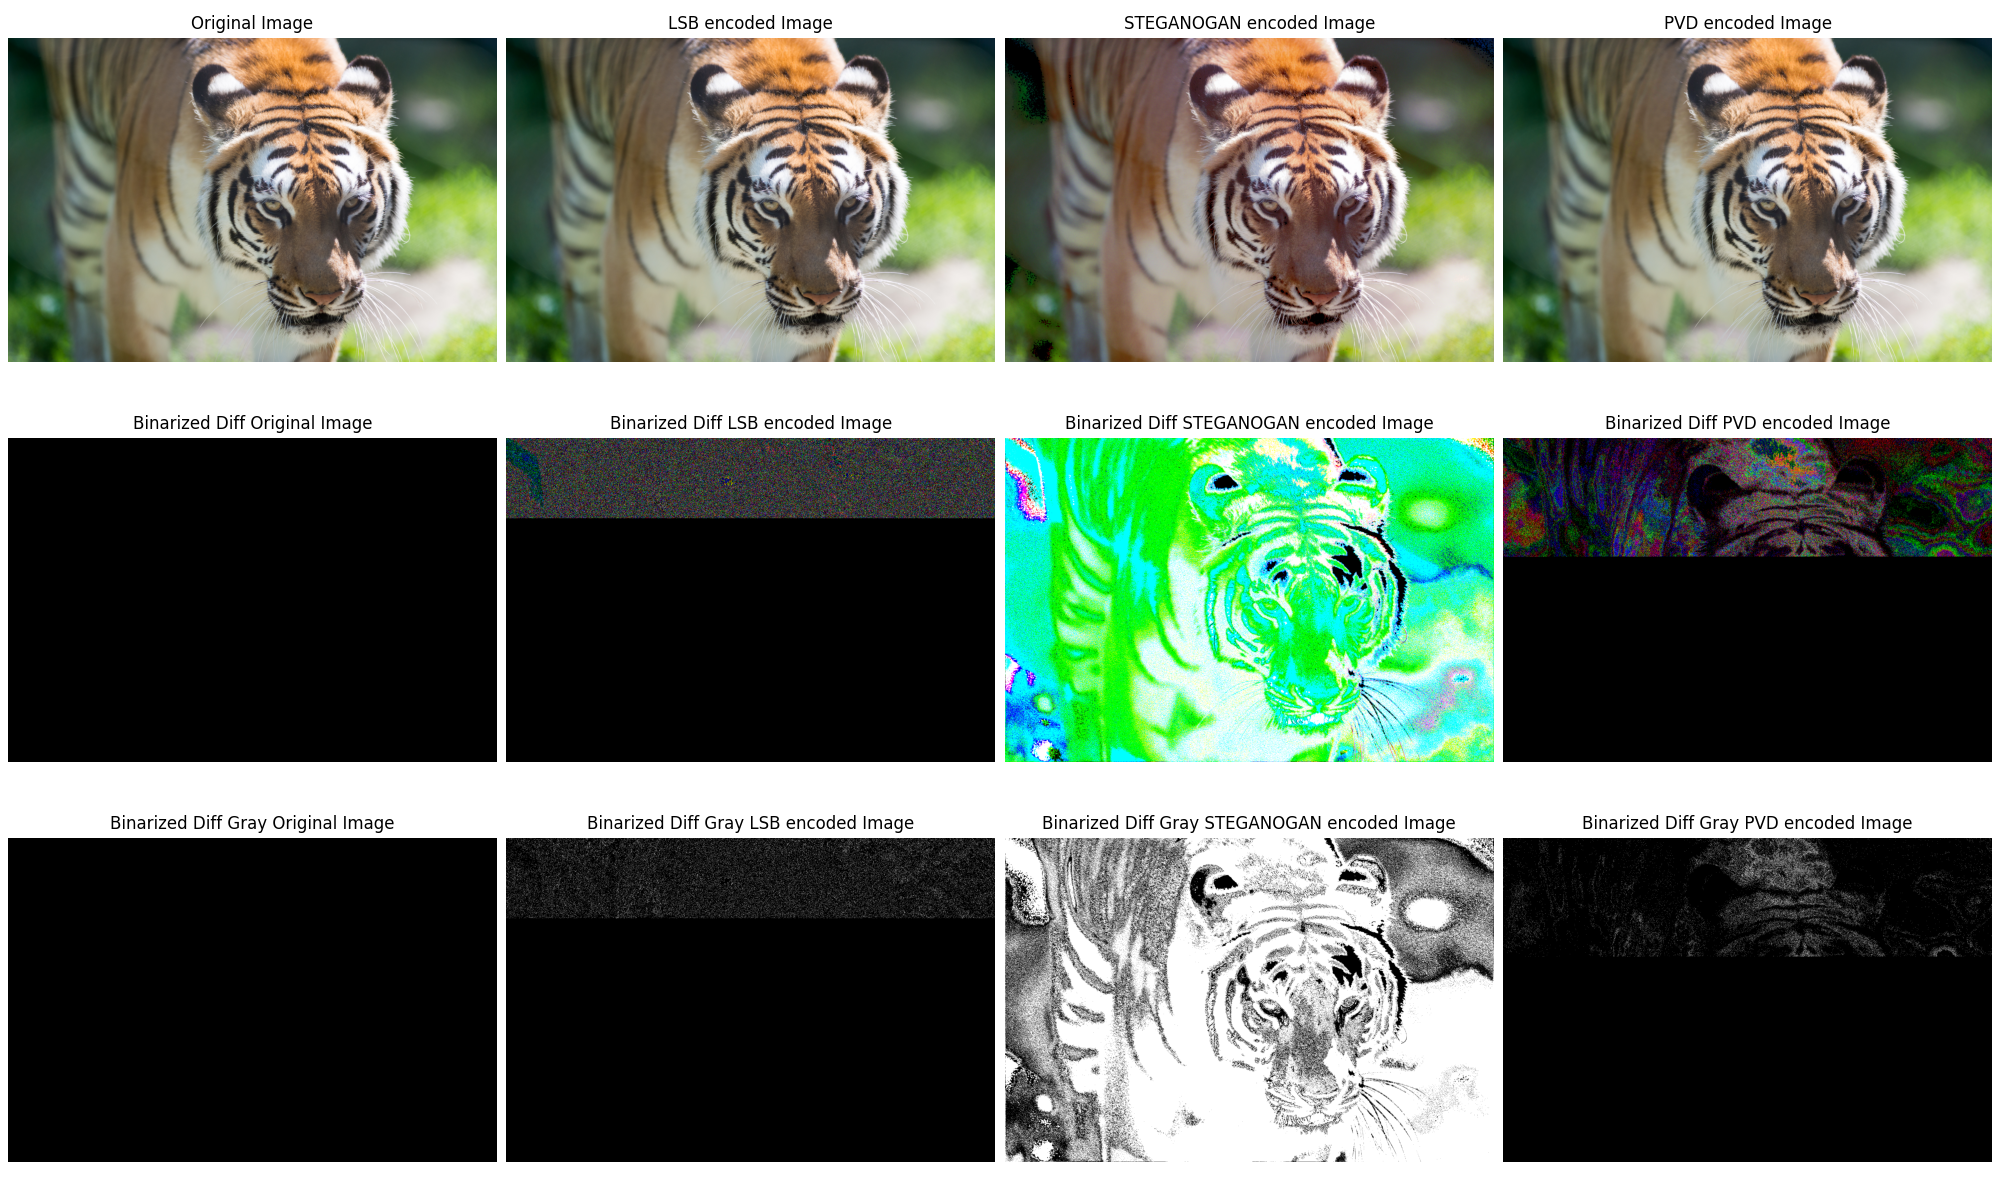 Original Image
LSB encoded Image
STEGANOGAN encoded Image
PVD encoded Image
Binarized Diff Original Image
Binarized Diff LSB encoded Image
Binarized Diff STEGANOGAN encoded Image
Binarized Diff PVD encoded Image
Binarized Diff Gray Original Image
Binarized Diff Gray LSB encoded Image
Binarized Diff Gray STEGANOGAN encoded Image
Binarized Diff Gray PVD encoded Image